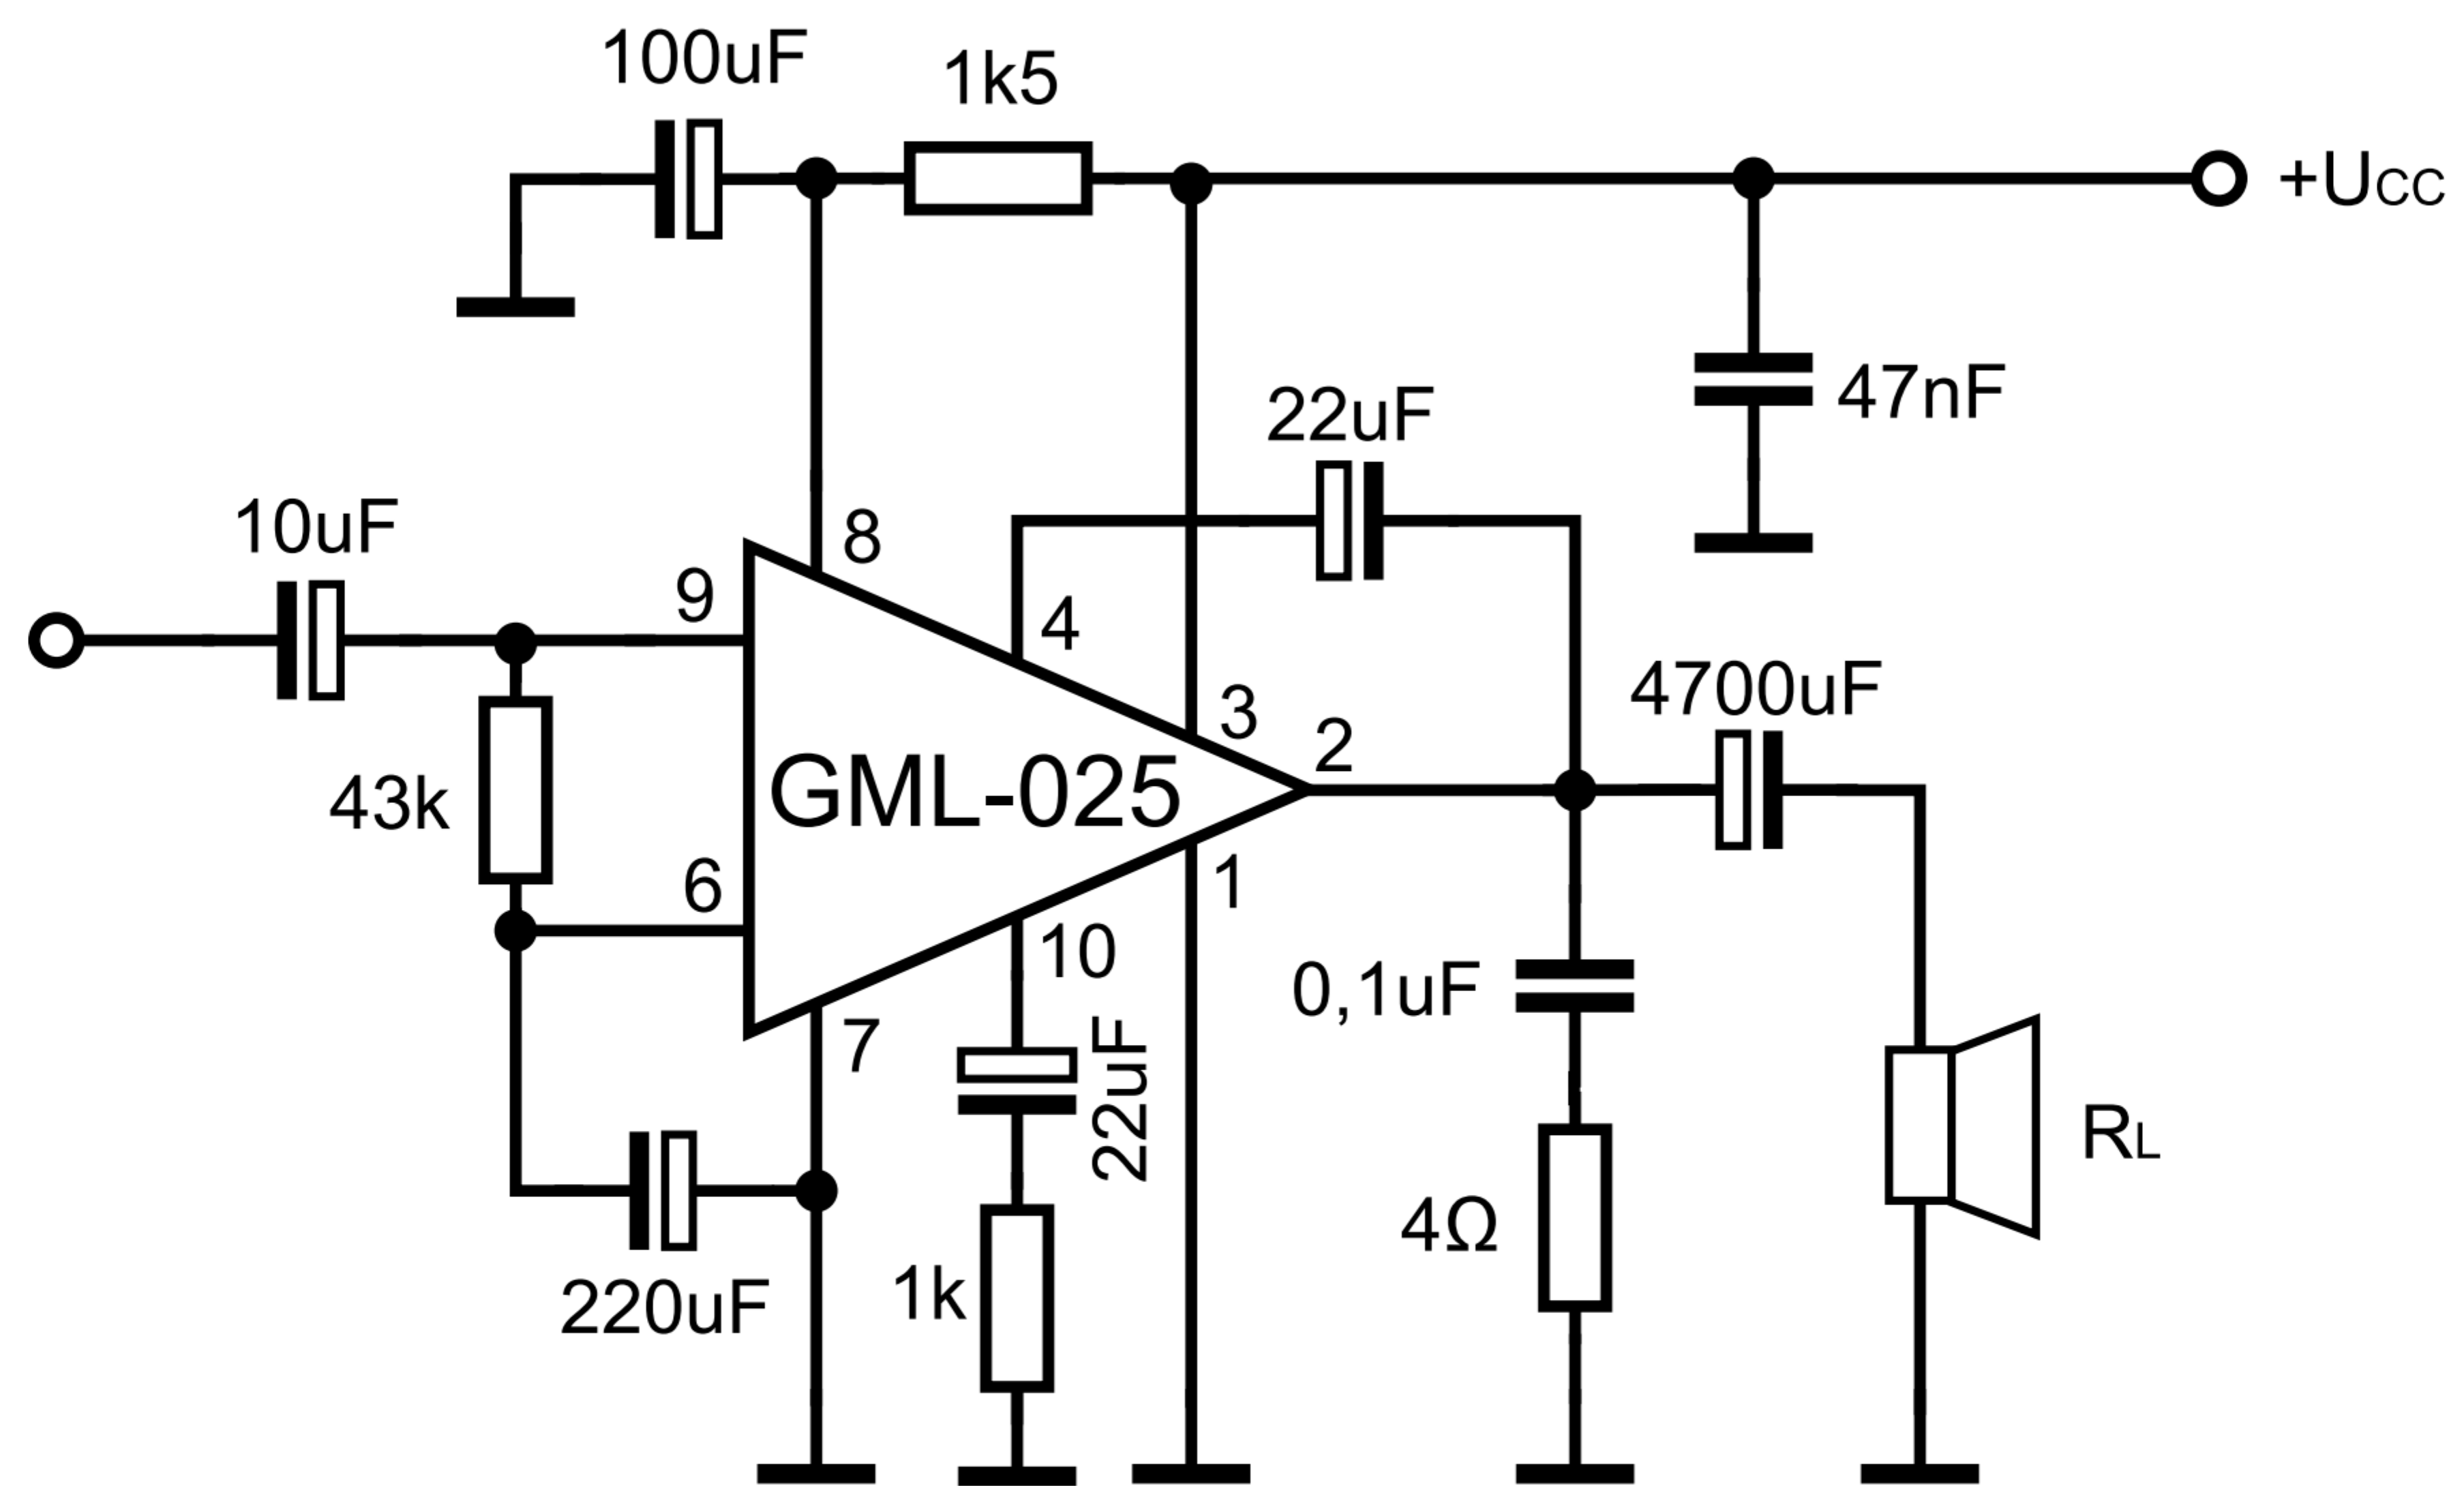 100uF
1k5
+UCC
47nF
22uF
10uF
8
9
4
4700uF
3
2
GML-025
43k
6
1
10
0,1uF
7
22uF
RL
4Ω
1k
220uF